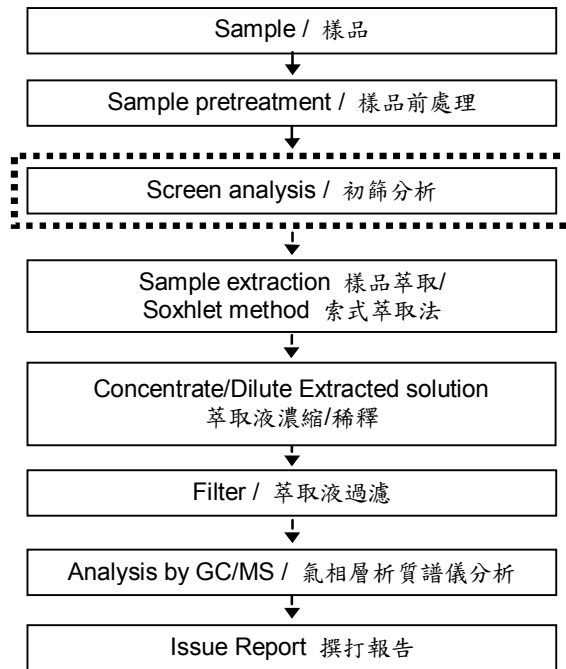 Sample / 樣品
Sample pretreatment / 樣品前處理
Screen analysis / 初篩分析
Sample extraction 樣品萃取/
Soxhlet method 索式萃取法
Concentrate/Dilute Extracted solution
萃取液濃縮/稀釋
Filter / 萃取液過濾
Analysis by GC/MS / 氣相層析質譜儀分析
Issue Report 撰打報告